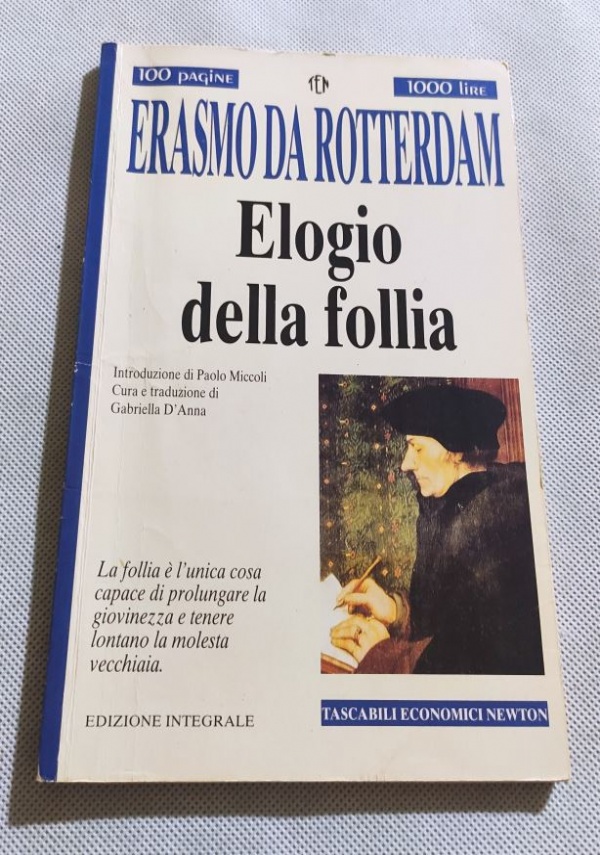 100 PAGINE
TEN
1000 LIRE
ERASMO DA ROTTERDAM
Elogio
della follia
Introduzione di Paolo Miccoli
Cura e traduzione di
Gabriella D'Anna
La follia è l'unica cosa
capace di prolungare la
giovinezza e tenere
lontano la molesta
vecchiaia.
EDIZIONE INTEGRALE
TASCABILI ECONOMICI NEWTON